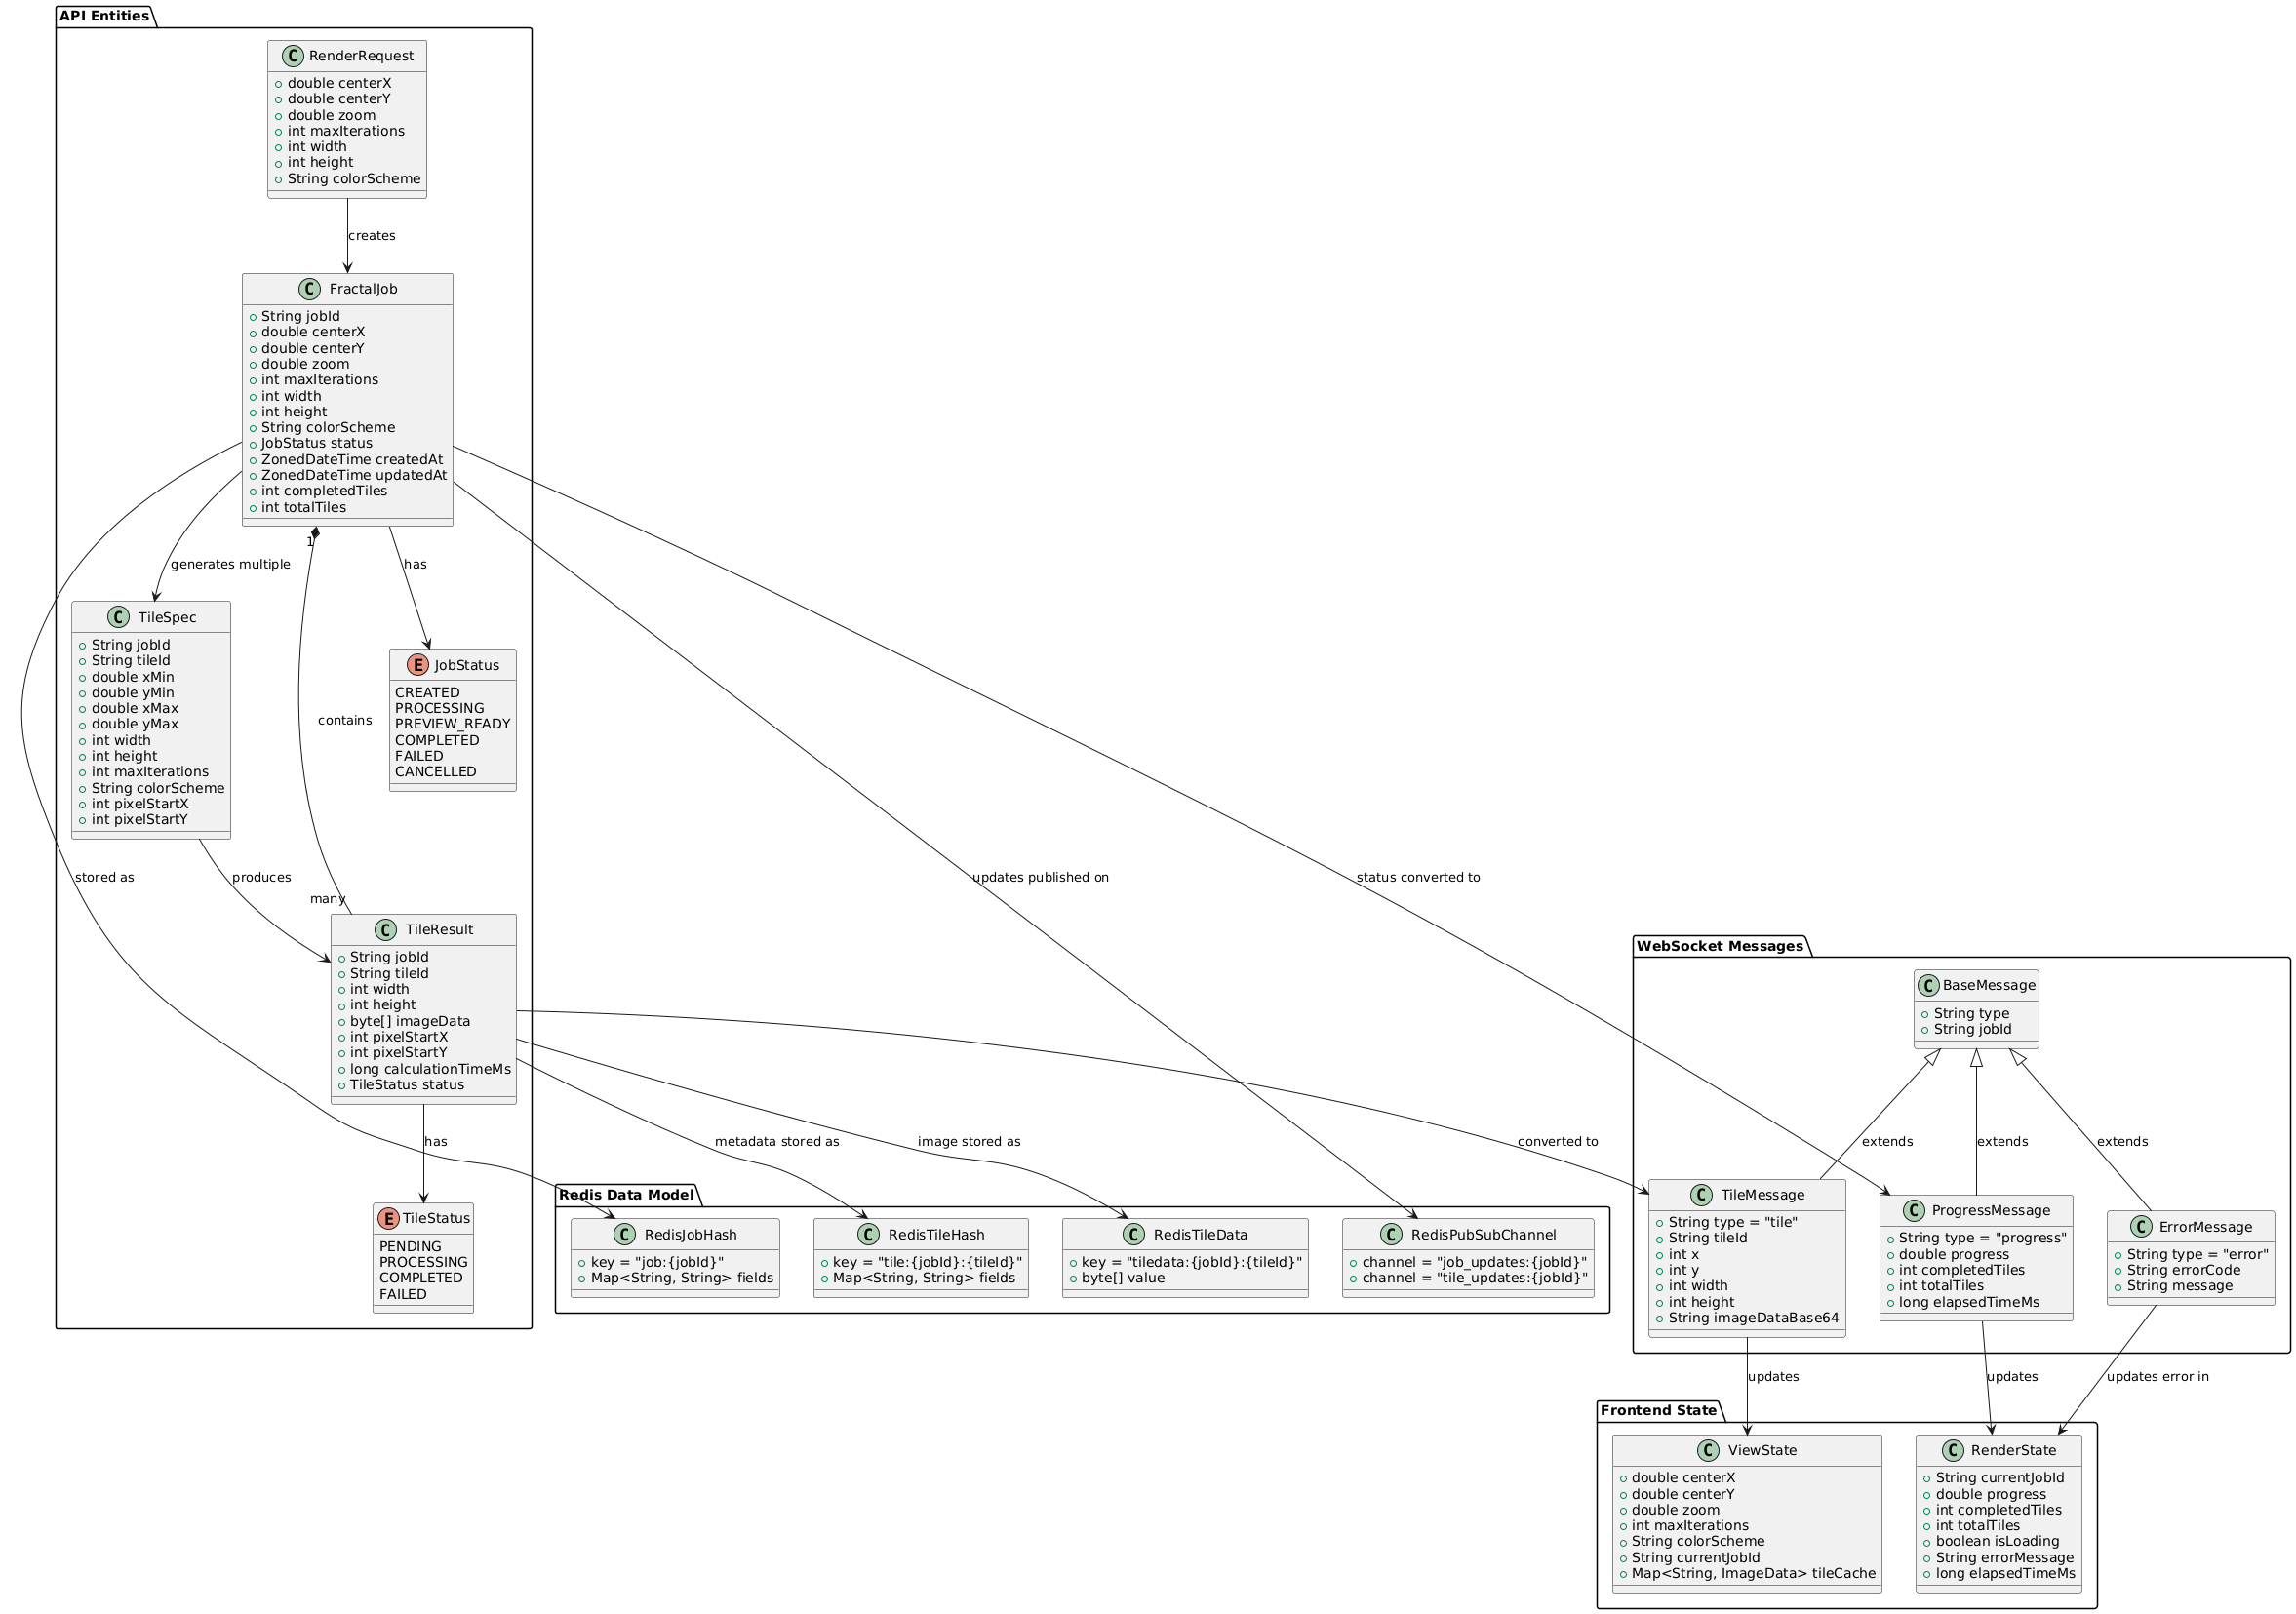 API Entities
C RenderRequest
double centerX
double centerY
double zoom
int maxIterations
int width
int height
String colorScheme
creates
C FractalJob
String jobId
double centerX
double centerY
double zoom
int maxIterations
int width
int height
String colorScheme
JobStatus status
ZonedDateTime createdAt
ZonedDateTime updatedAt
int completedTiles
int totalTiles
1
generates multiple
has
C TileSpec
String jobId
String tileId
double xMin
double yMin
double xMax
double yMax
int width
int height
int maxIterations
String colorScheme
int pixelStartX
int pixelStartY
contains
E JobStatus
CREATED
PROCESSING
PREVIEW_READY
COMPLETED
FAILED
CANCELLED
stored as
produces
many
updates published on
status converted to
C TileResult
String jobId
String tileId
int width
int height
byte[] imageData
int pixelStartX
int pixelStartY
long calculationTimeMs
TileStatus status
has
metadata stored as
image stored as
converted to
E TileStatus
PENDING
PROCESSING
COMPLETED
FAILED
Redis Data Model
C RedisJobHash
key = "job:{jobId}"
Map<String, String> fields
C RedisTileHash
key = "tile:{jobId}:{tileId}"
Map<String, String> fields
C RedisTileData
key = "tiledata:{jobId}:{tileId}"
byte[] value
C RedisPubSubChannel
channel = "job_updates:{jobId}"
channel = "tile_updates:{jobId}"
WebSocket Messages
C BaseMessage
String type
String jobId
extends
extends
extends
C TileMessage
String type = "tile"
String tileId
int x
int y
int width
int height
String imageDataBase64
C ProgressMessage
String type = "progress"
double progress
int completedTiles
int totalTiles
long elapsedTimeMs
C ErrorMessage
String type = "error"
String errorCode
String message
updates
updates
updates error in
Frontend State
C ViewState
double centerX
double centerY
double zoom
int maxIterations
String colorScheme
String currentJobId
Map<String, ImageData> tileCache
C RenderState
String currentJobId
double progress
int completedTiles
int totalTiles
boolean isLoading
String errorMessage
long elapsedTimeMs